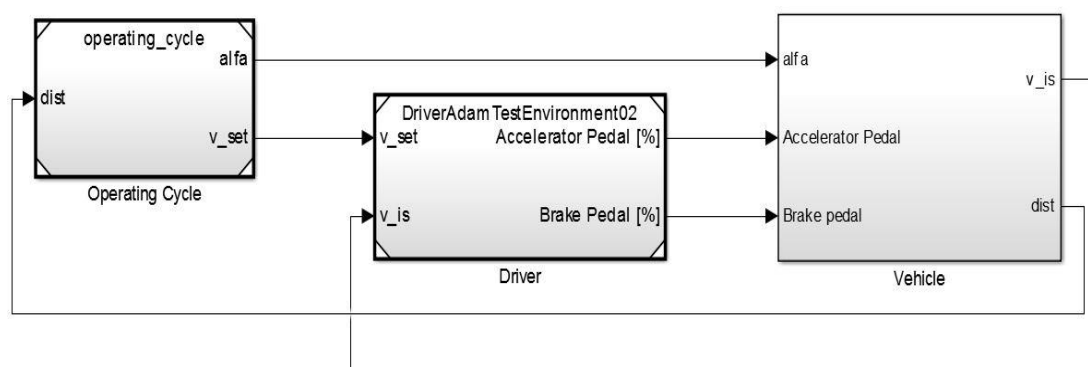 operating_cycle
alfa
dist
v_set
Operating Cycle
DriverAdamTestEnvironment02
v_set
Accelerator Pedal [%]
v_is
Brake Pedal [%]
Driver
alfa
v_is
Accelerator Pedal
Brake pedal
dist
Vehicle